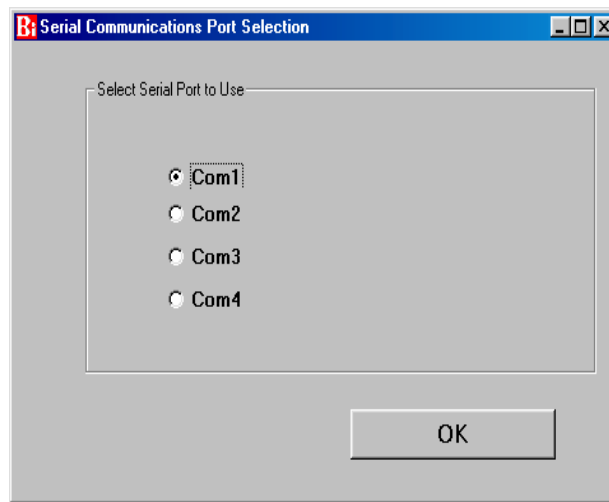 Bi Serial Communications Port Selection
Select Serial Port to Use
Com1
Com2
Com3
Com4
OK